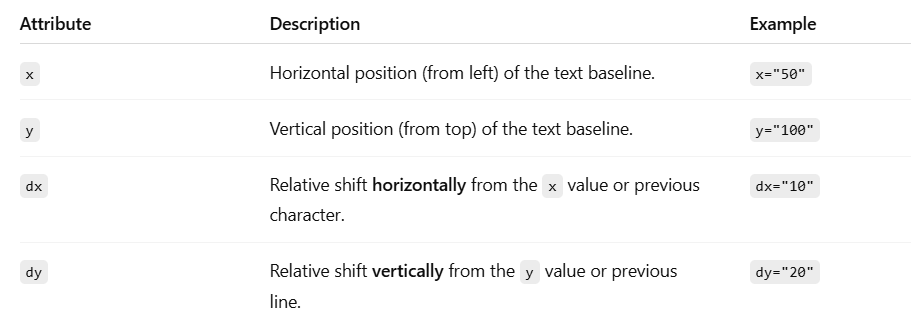 Attribute Description Example
x Horizontal position (from left) of the text baseline. x="50"
y Vertical position (from top) of the text baseline. y="100"
dx Relative shift horizontally from the x value or previous dx="10"
character.
dy Relative shift vertically from the y value or previous dy="20"
line.